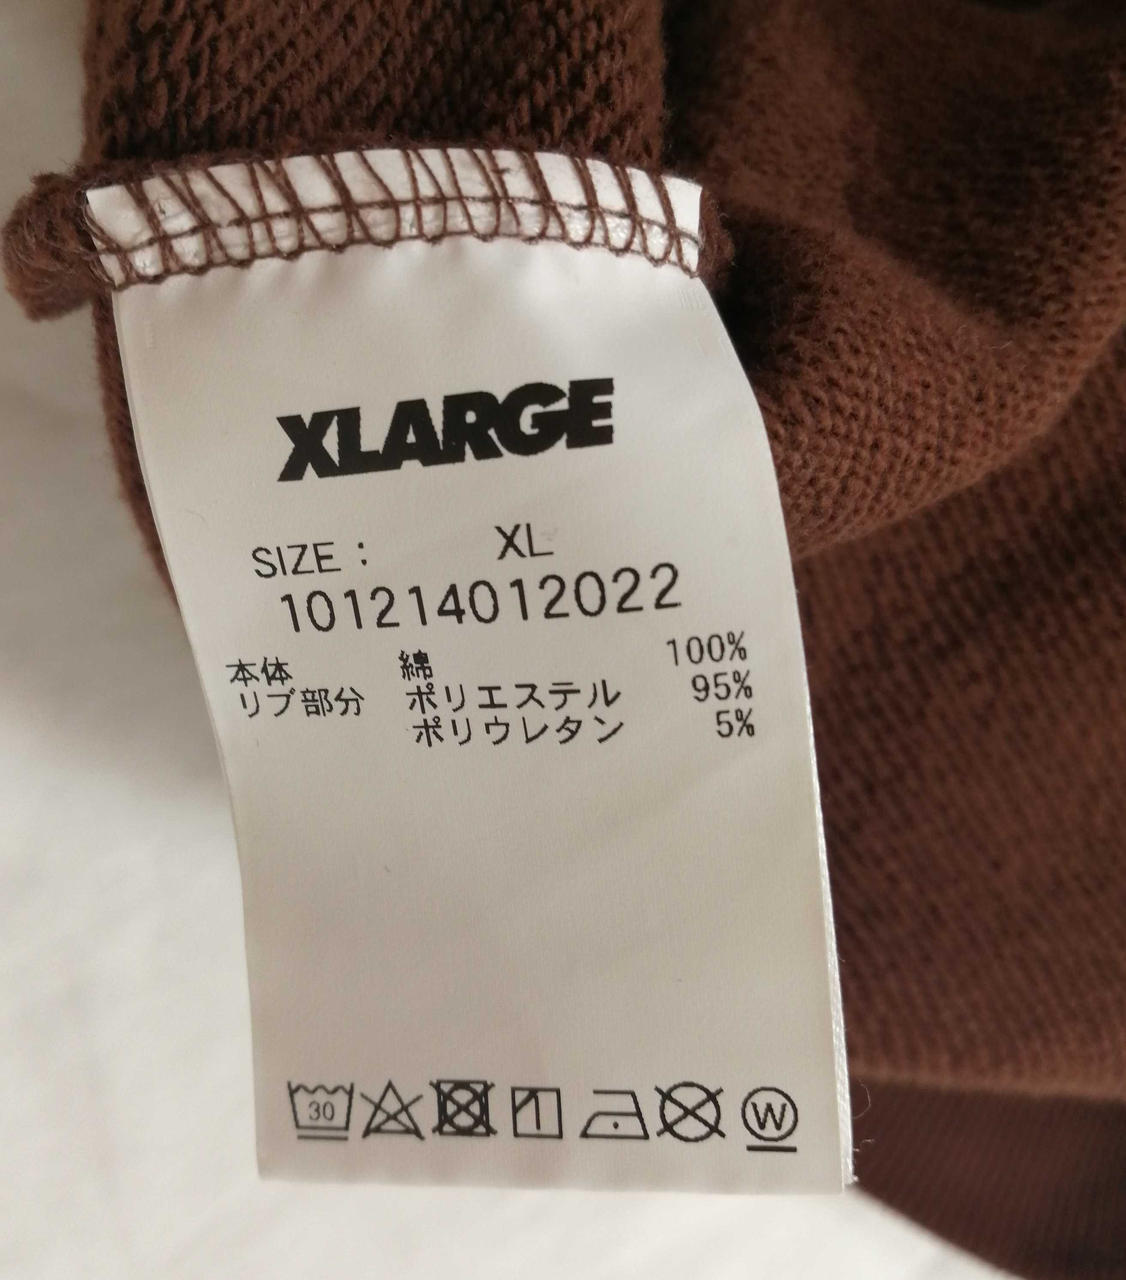 XLARGE
SIZE : XL
101214012022
本体 綿 100%
リブ部分 ポリエステル 95%
ポリウレタン 5%
30 W